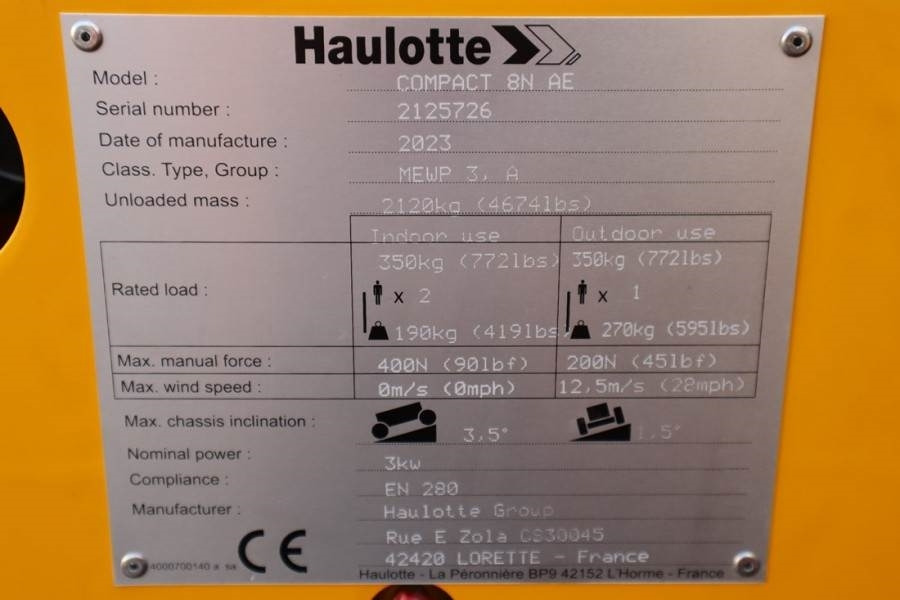 Haulotte
Model : COMPACT 8N AE
Serial number : 2125726
Date of manufacture : 2023
Class. Type, Group : MEWP 3, A
Unloaded mass : 2120kg (4674lbs)
Indoor use Outdoor use
350kg (772lbs) 350kg (772lbs)
Rated load : x 2 x 1
190kg (419lbs) 270kg (595lbs)
Max. manual force : 400N (90lbf) 200N (45lbf)
Max. wind speed : 0m/s (0mph) 12,5m/s (28mph)
Max. chassis inclination : 3,5° 1,5°
Nominal power : 3kw
Compliance : EN 280
Manufacturer : Haulotte Group
Rue E Zola CS30045
42420 LORETTE - France
4000700140 a sa CE
Haulotte - La Péronnière BP9 42152 L'Horme - France